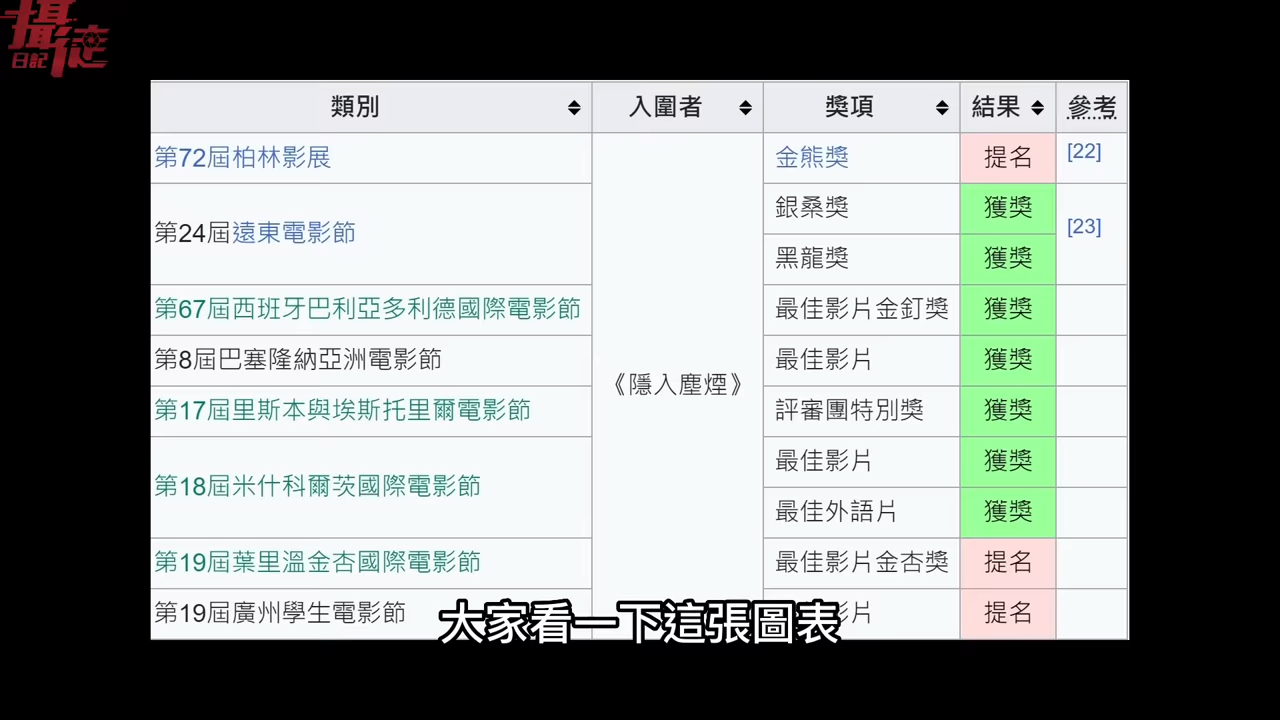 攝徒
日記
類別 入圍者 獎項 結果 參考
第72屆柏林影展 金熊獎 提名 [22]
第24屆遠東電影節 銀桑獎 獲獎 [23]
黑龍獎 獲獎
第67屆西班牙巴利亞多利德國際電影節 最佳影片金釘獎 獲獎
第8屆巴塞隆納亞洲電影節 最佳影片 獲獎
《隱入塵煙》
第17屆里斯本與埃斯托里爾電影節 評審團特別獎 獲獎
第18屆米什科爾茨國際電影節 最佳影片 獲獎
最佳外語片 獲獎
第19屆葉里溫金杏國際電影節 最佳影片金杏獎 提名
第19屆廣州學生電影節 影片 提名
大家看一下這張圖表